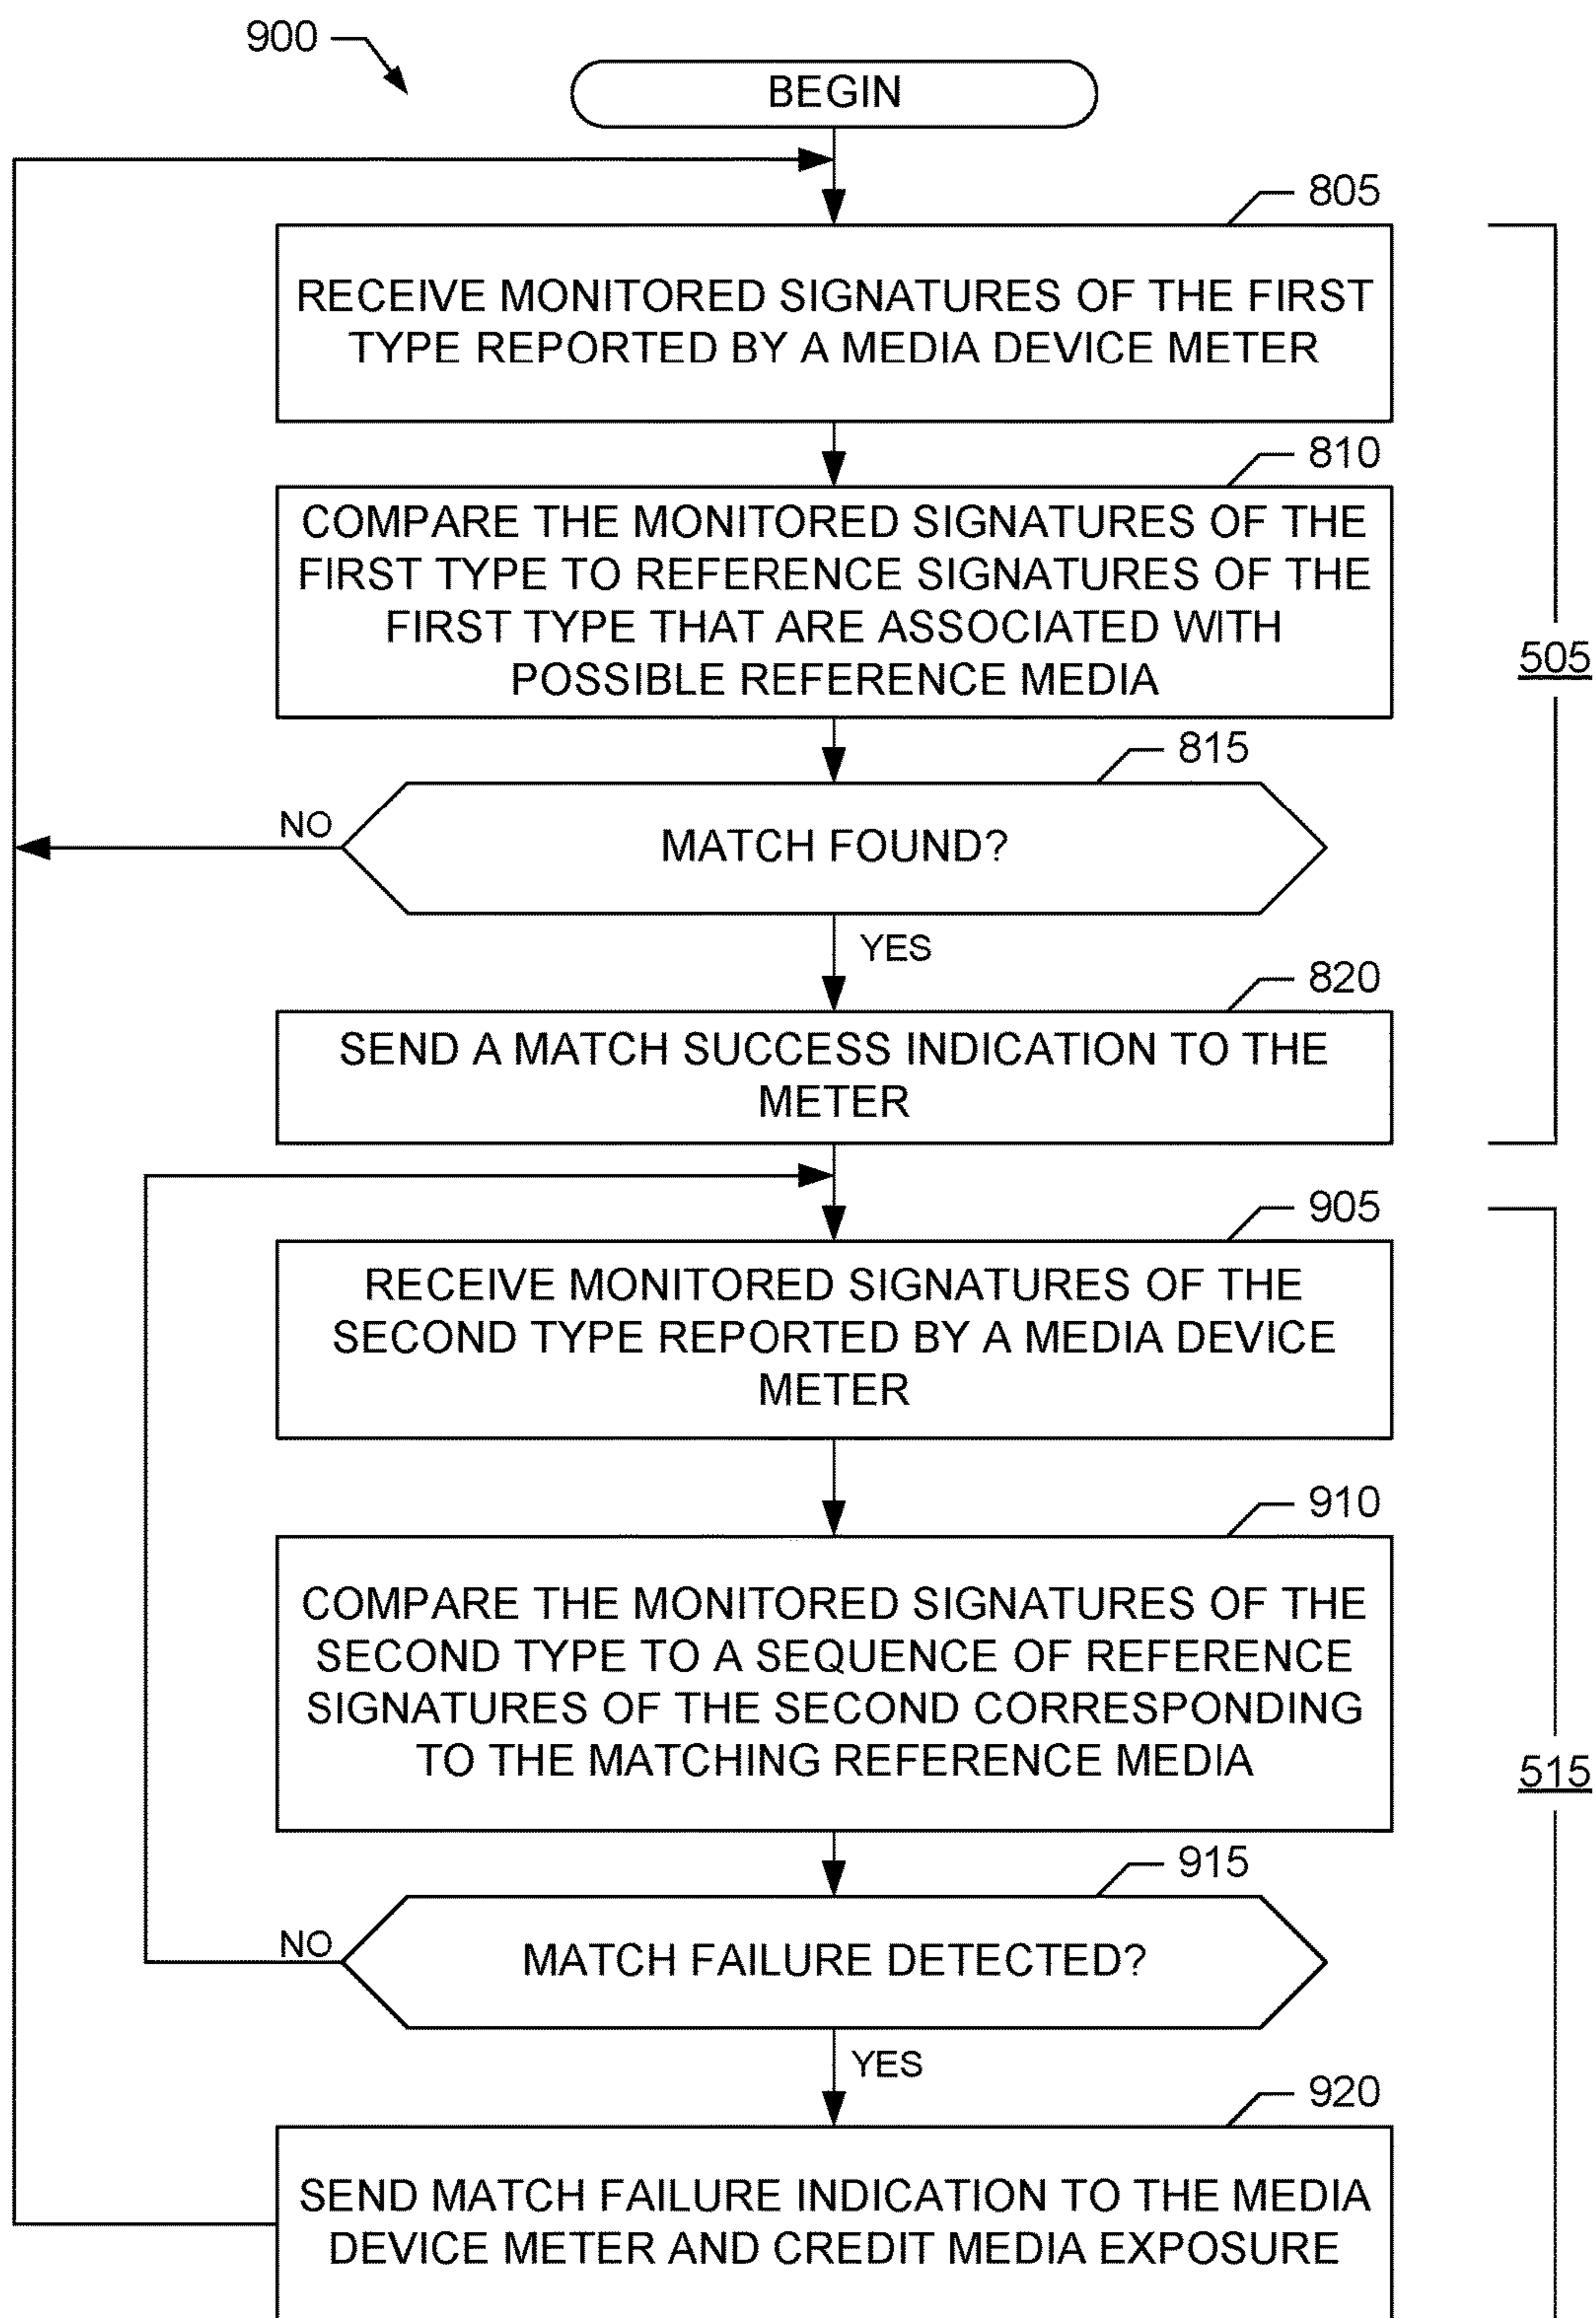 900
BEGIN
805
RECEIVE MONITORED SIGNATURES OF THE FIRST
TYPE REPORTED BY A MEDIA DEVICE METER
810
COMPARE THE MONITORED SIGNATURES OF THE
FIRST TYPE TO REFERENCE SIGNATURES OF THE
FIRST TYPE THAT ARE ASSOCIATED WITH
POSSIBLE REFERENCE MEDIA
505
815
NO
MATCH FOUND?
YES
820
SEND A MATCH SUCCESS INDICATION TO THE
METER
905
RECEIVE MONITORED SIGNATURES OF THE
SECOND TYPE REPORTED BY A MEDIA DEVICE
METER
910
COMPARE THE MONITORED SIGNATURES OF THE
SECOND TYPE TO A SEQUENCE OF REFERENCE
SIGNATURES OF THE SECOND CORRESPONDING
TO THE MATCHING REFERENCE MEDIA
515
915
NO
MATCH FAILURE DETECTED?
YES
920
SEND MATCH FAILURE INDICATION TO THE MEDIA
DEVICE METER AND CREDIT MEDIA EXPOSURE